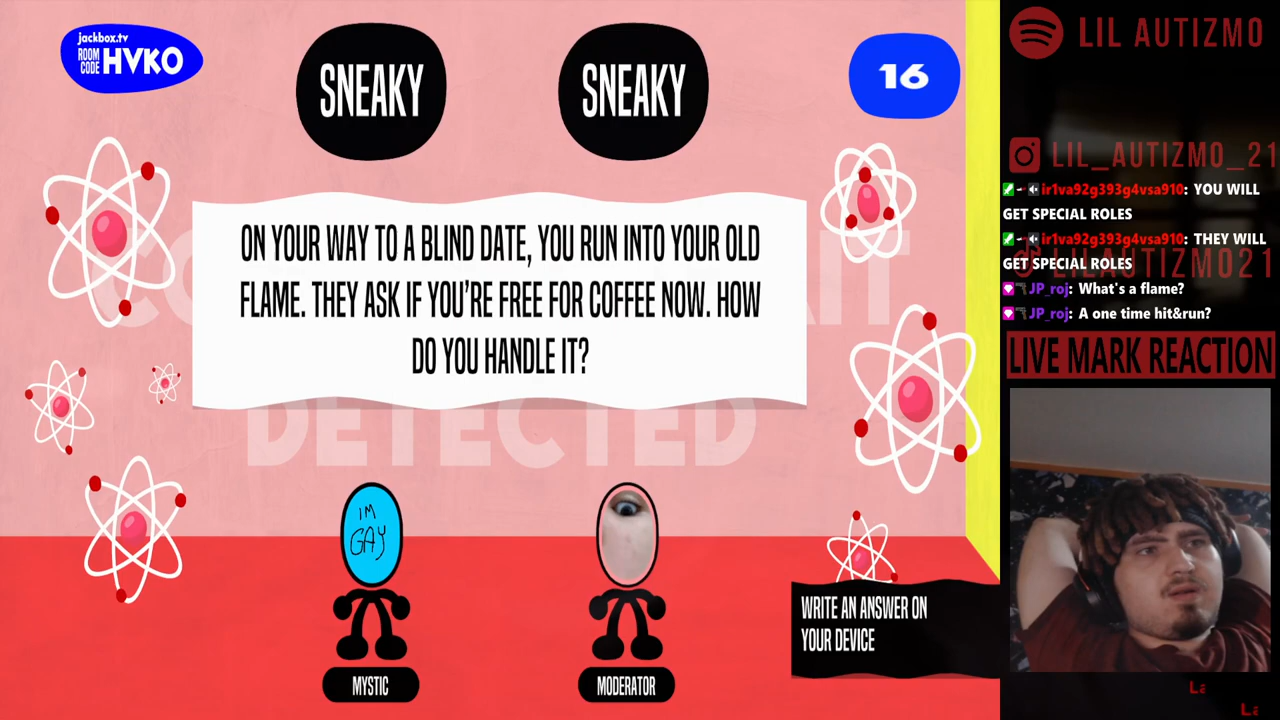 jackbox.tv
ROOM CODE HVKO
SNEAKY
SNEAKY
16
ON YOUR WAY TO A BLIND DATE, YOU RUN INTO YOUR OLD
FLAME. THEY ASK IF YOU'RE FREE FOR COFFEE NOW. HOW
DO YOU HANDLE IT?
DETECTED
IM
GAY
MYSTIC
MODERATOR
WRITE AN ANSWER ON
YOUR DEVICE
LIL AUTIZMO
LIL_AUTIZMO_21
ir1va92g393g4vsa910: YOU WILL
GET SPECIAL ROLES
ir1va92g393g4vsa910: THEY WILL
GET SPECIAL ROLES
LILAUTIZMO21
JP_roj: What's a flame?
JP_roj: A one time hit&run?
LIVE MARK REACTION
La
La